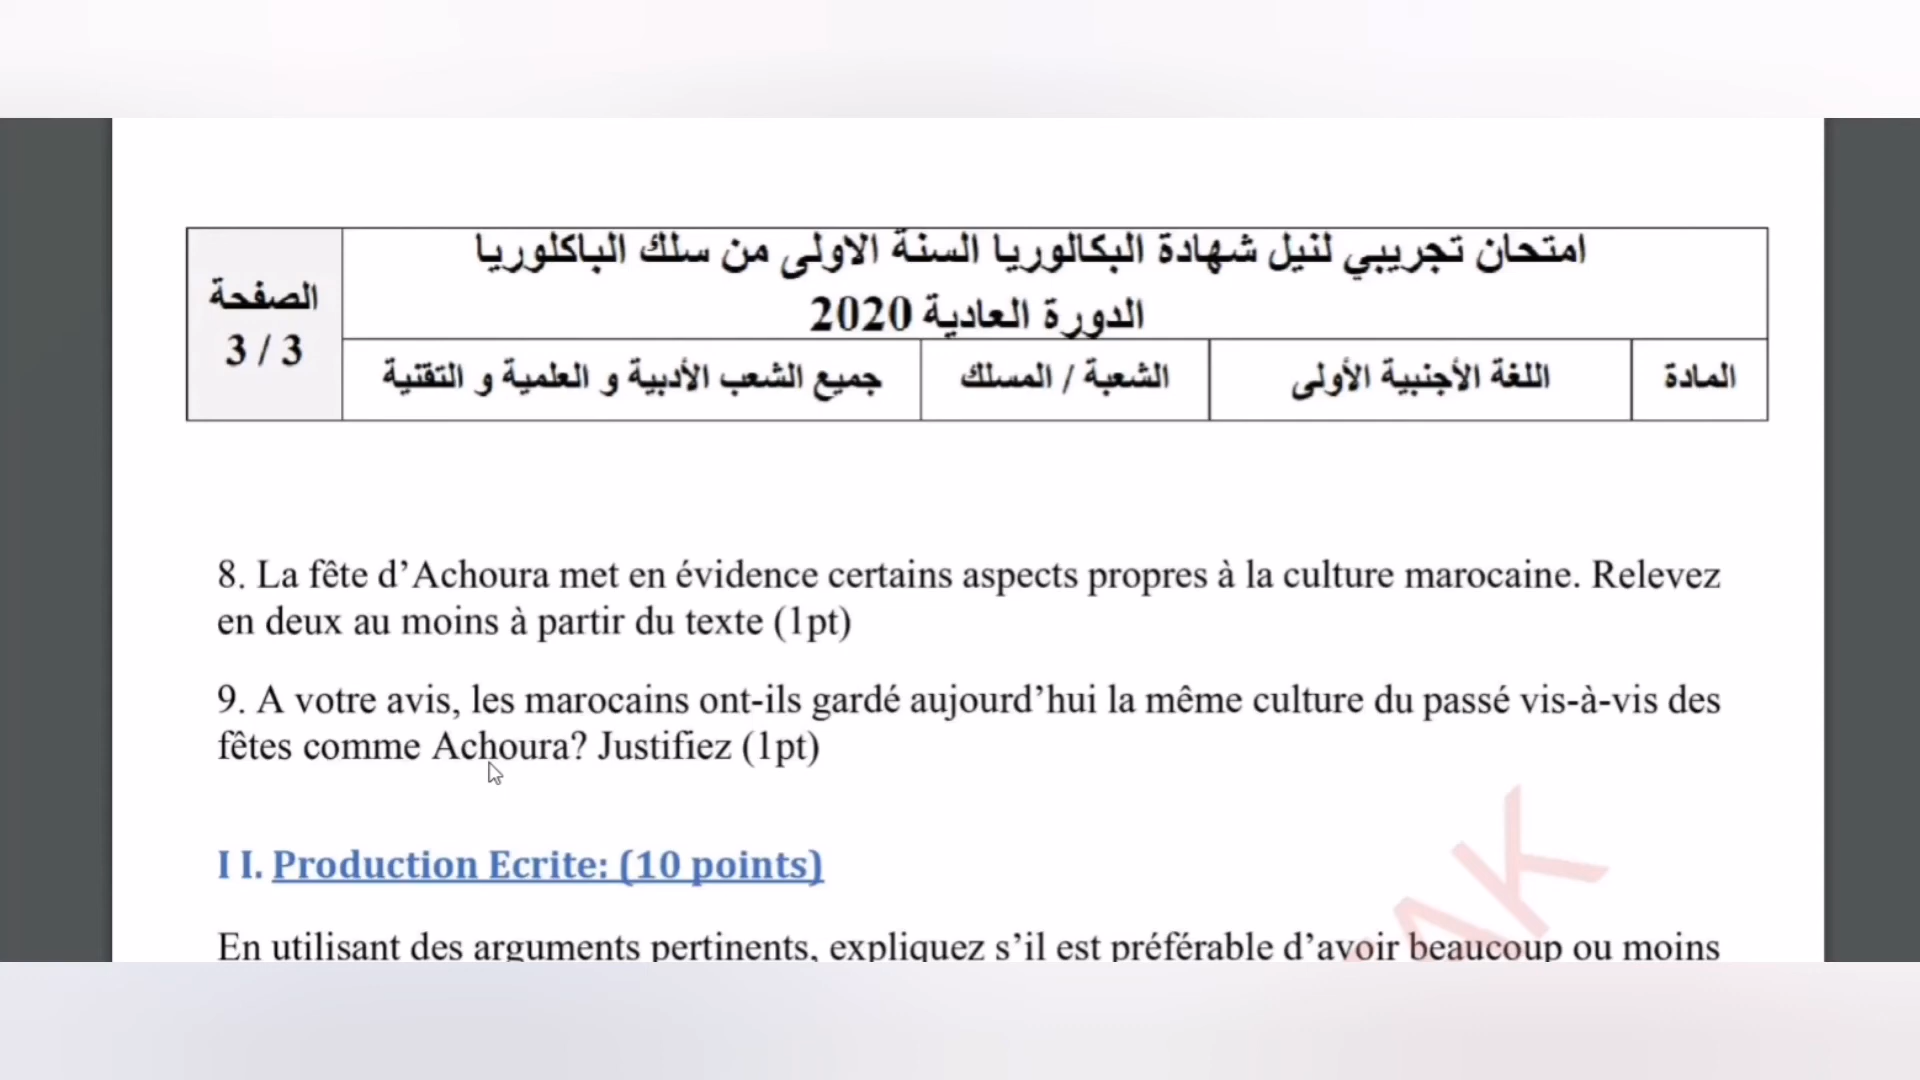 امتحان تجريبي لنيل شهادة البكالوريا السنة الاولى من سلك الباكلوريا
الدورة العادية 2020
الصفحة
3 / 3
المادة
اللغة الأجنبية الأولى
الشعبة / المسلك
جميع الشعب الأدبية و العلمية و التقنية
8. La fête d’Achoura met en évidence certains aspects propres à la culture marocaine. Relevez
en deux au moins à partir du texte (1pt)
9. A votre avis, les marocains ont-ils gardé aujourd’hui la même culture du passé vis-à-vis des
fêtes comme Achoura? Justifiez (1pt)
I I. Production Ecrite: (10 points)
En utilisant des arguments pertinents, expliquez s’il est préférable d’avoir beaucoup ou moins